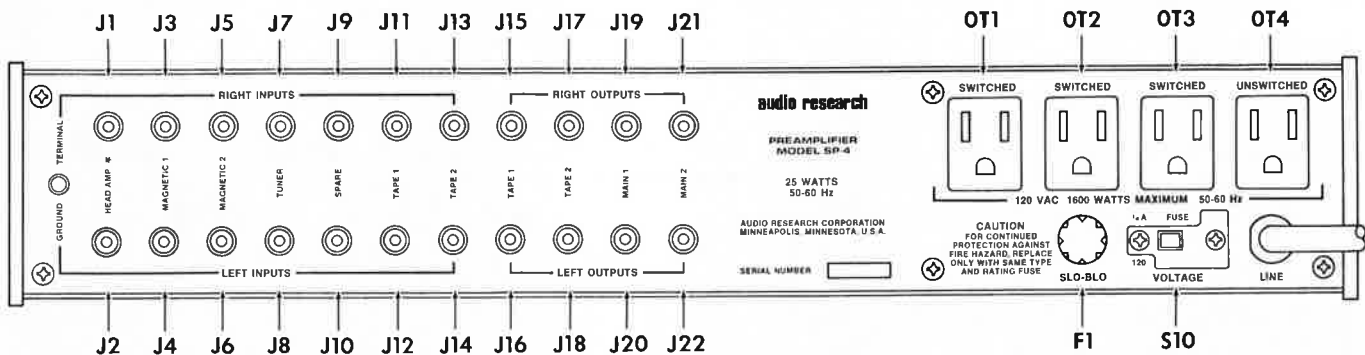 J1 J3 J5 J7 J9 J11 J13 J15 J17 J19 J21 OT1 OT2 OT3 OT4
RIGHT INPUTS RIGHT OUTPUTS
audio research
SWITCHED SWITCHED SWITCHED UNSWITCHED
GROUND TERMINAL
HEAD AMP *
MAGNETIC 1
MAGNETIC 2
TUNER
SPARE
TAPE 1
TAPE 2
TAPE 1
TAPE 2
MAIN 1
MAIN 2
PREAMPLIFIER
MODEL SP-4
25 WATTS
50-60 Hz
AUDIO RESEARCH CORPORATION
MINNEAPOLIS, MINNESOTA, U.S.A.
SERIAL NUMBER
120 VAC 1600 WATTS MAXIMUM 50-60 Hz
CAUTION
FOR CONTINUED
PROTECTION AGAINST
FIRE HAZARD, REPLACE
ONLY WITH SAME TYPE
AND RATING FUSE
SLO-BLO
FUSE
120
VOLTAGE
LINE
LEFT INPUTS LEFT OUTPUTS
J2 J4 J6 J8 J10 J12 J14 J16 J18 J20 J22 F1 S10